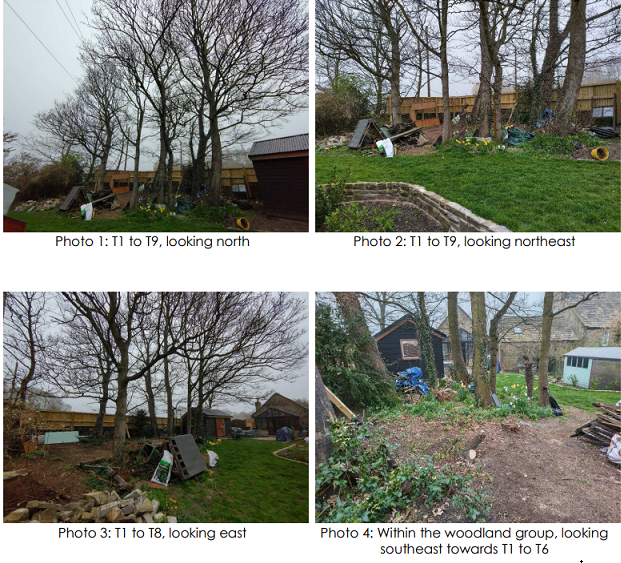 Photo 1: T1 to T9, looking north
Photo 2: T1 to T9, looking northeast
Photo 3: T1 to T8, looking east
Photo 4: Within the woodland group, looking
southeast towards T1 to T6